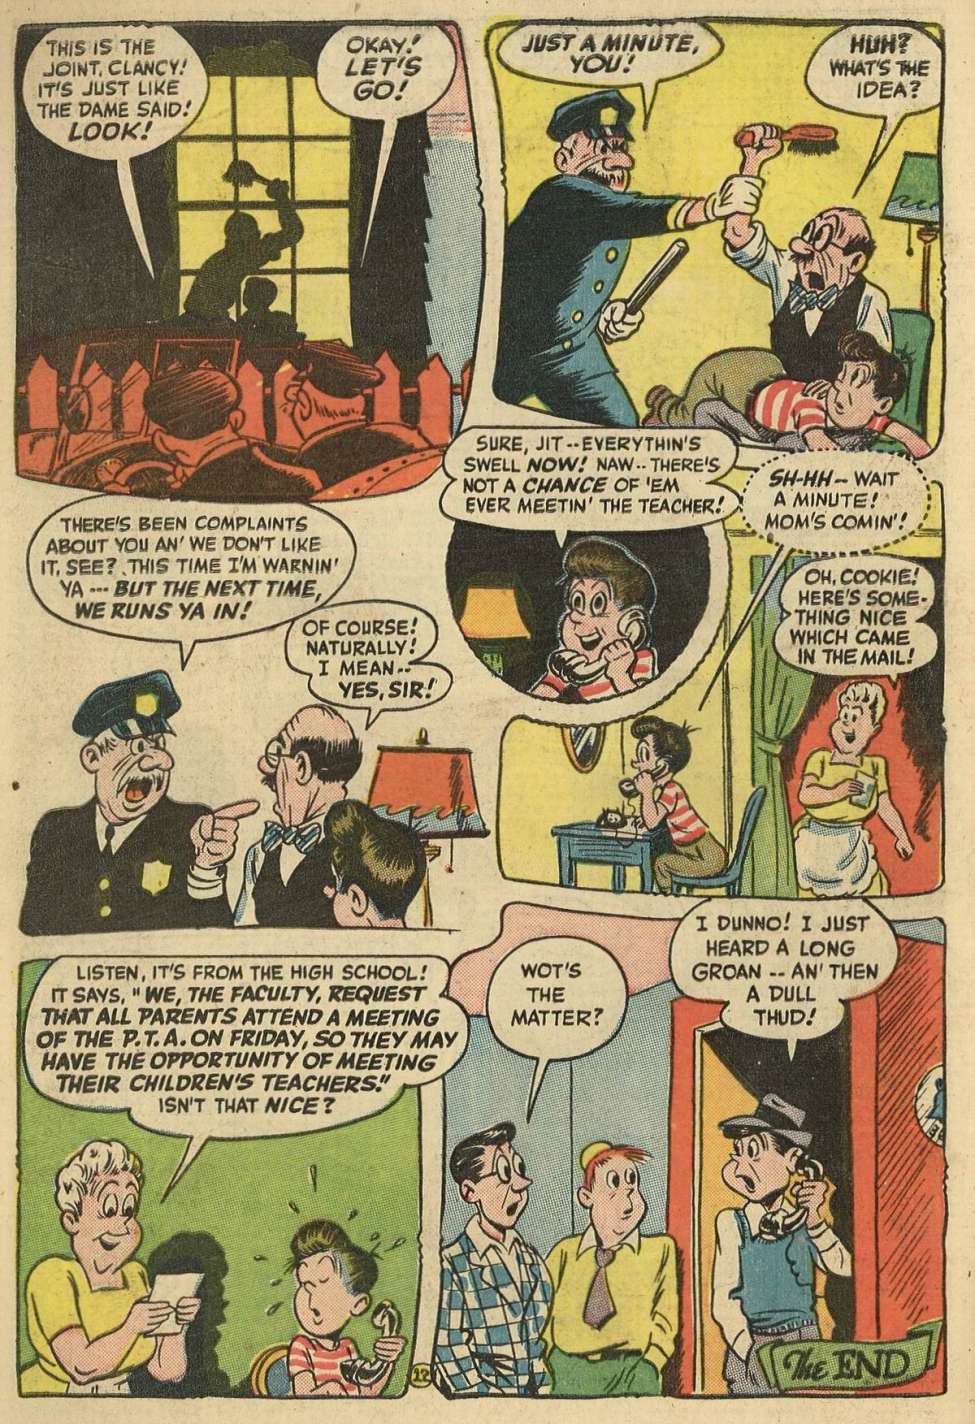 THIS IS THE
JOINT, CLANCY!
IT'S JUST LIKE
THE DAME SAID!
LOOK!
OKAY!
LET'S
GO!
JUST A MINUTE,
YOU!
HUH?
WHAT'S THE
IDEA?
THERE'S BEEN COMPLAINTS
ABOUT YOU AN' WE DON'T LIKE
IT, SEE? THIS TIME I'M WARNIN'
YA --- BUT THE NEXT TIME,
WE RUNS YA IN!
OF COURSE!
NATURALLY!
I MEAN--
YES, SIR!
SURE, JIT -- EVERYTHIN'S
SWELL NOW! NAW-- THERE'S
NOT A CHANCE OF 'EM
EVER MEETIN' THE TEACHER!
SH-HH-- WAIT
A MINUTE!
MOM'S COMIN'!
OH, COOKIE!
HERE'S SOME-
THING NICE
WHICH CAME
IN THE MAIL!
LISTEN, IT'S FROM THE HIGH SCHOOL!
IT SAYS, "WE, THE FACULTY, REQUEST
THAT ALL PARENTS ATTEND A MEETING
OF THE P.T.A. ON FRIDAY, SO THEY MAY
HAVE THE OPPORTUNITY OF MEETING
THEIR CHILDREN'S TEACHERS."
ISN'T THAT NICE?
12
WOT'S
THE
MATTER?
I DUNNO! I JUST
HEARD A LONG
GROAN -- AN' THEN
A DULL
THUD!
The END